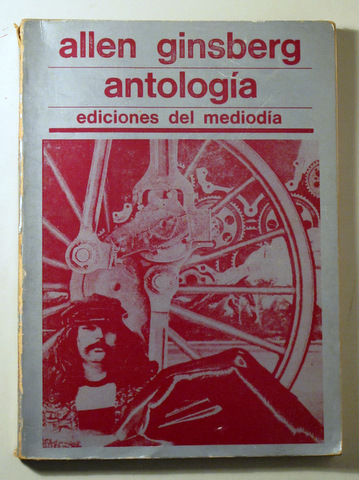 allen ginsberg
antología
ediciones del mediodía